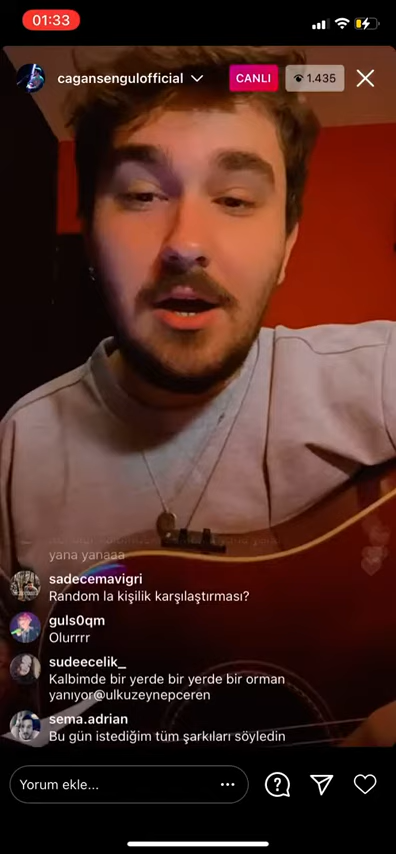 01:33
cagansengulofficial
CANLI
1.435
yana yanaaa
sadecemavigri
Random la kişilik karşılaştırması?
guls0qm
Olurrrr
sudeecelik_
Kalbimde bir yerde bir yerde bir orman
yanıyor@ulkuzeynepceren
sema.adrian
Bu gün istediğim tüm şarkıları söyledin
Yorum ekle...